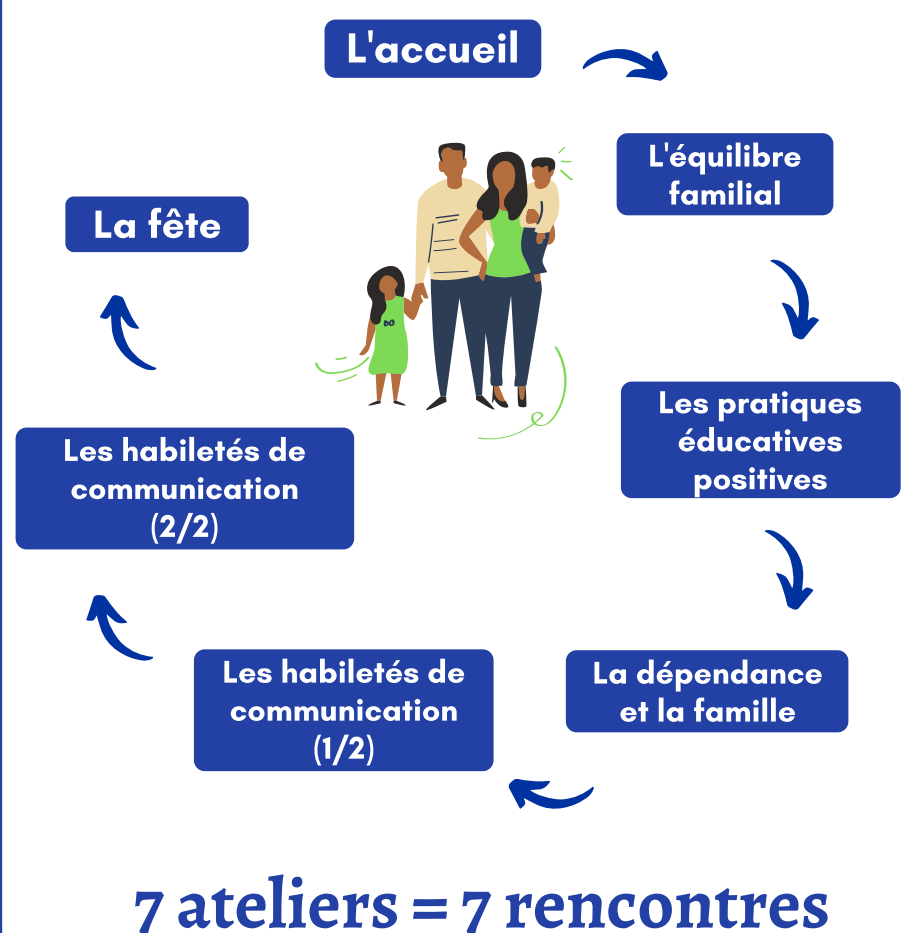 L'accueil
L'équilibre
familial
Les pratiques
éducatives
positives
La dépendance
et la famille
Les habiletés de
communication
(1/2)
Les habiletés de
communication
(2/2)
La fête
7 ateliers = 7 rencontres